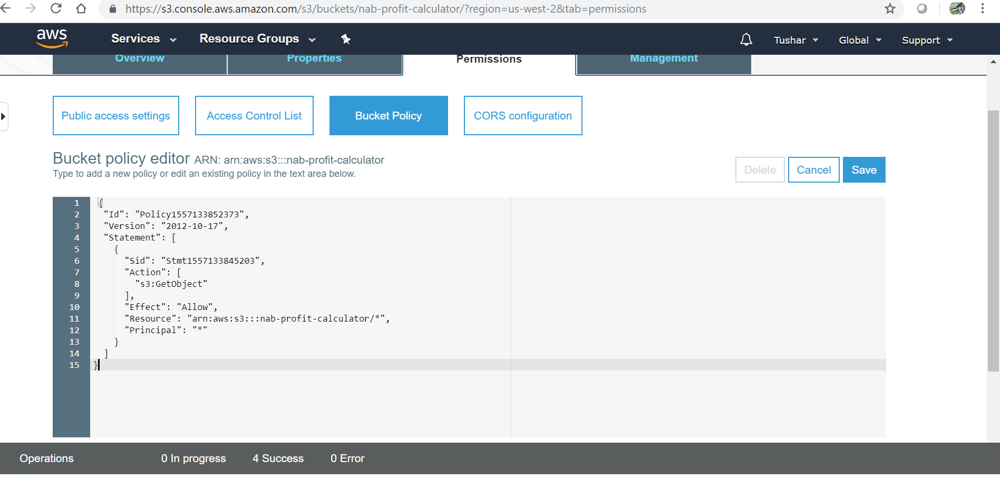 https://s3.console.aws.amazon.com/s3/buckets/nab-profit-calculator/?region=us-west-2&tab=permissions
aws Services Resource Groups Tushar Global Support
Overview Properties Permissions Management
Public access settings Access Control List Bucket Policy CORS configuration
Bucket policy editor ARN: arn:aws:s3:::nab-profit-calculator
Type to add a new policy or edit an existing policy in the text area below.
Delete Cancel Save
1 {
2 "Id": "Policy1557133852373",
3 "Version": "2012-10-17",
4 "Statement": [
5 {
6 "Sid": "Stmt1557133845203",
7 "Action": [
8 "s3:GetObject"
9 ],
10 "Effect": "Allow",
11 "Resource": "arn:aws:s3:::nab-profit-calculator/*",
12 "Principal": "*"
13 }
14 ]
15 }
Operations 0 In progress 4 Success 0 Error